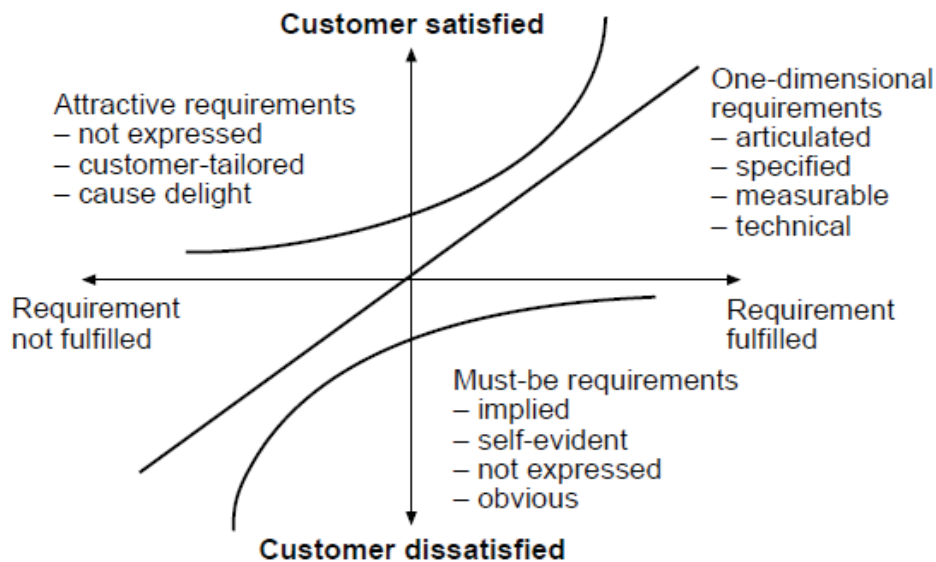 Customer satisfied
Attractive requirements
– not expressed
– customer-tailored
– cause delight
One-dimensional
requirements
– articulated
– specified
– measurable
– technical
Requirement
not fulfilled
Requirement
fulfilled
Must-be requirements
– implied
– self-evident
– not expressed
– obvious
Customer dissatisfied